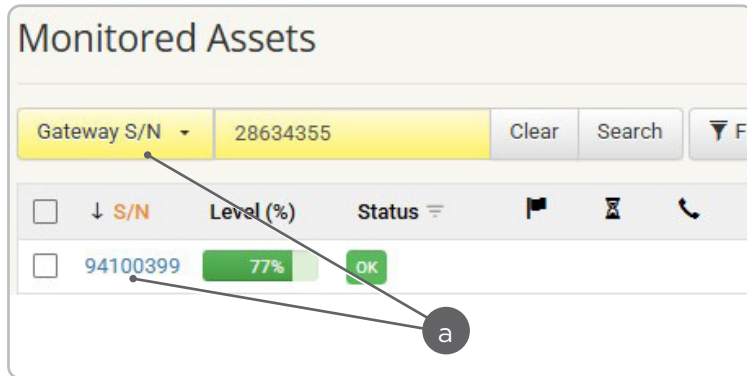 Monitored Assets
Gateway S/N 28634355 Clear Search F
↓ S/N Level (%) Status
94100399 77% OK
a